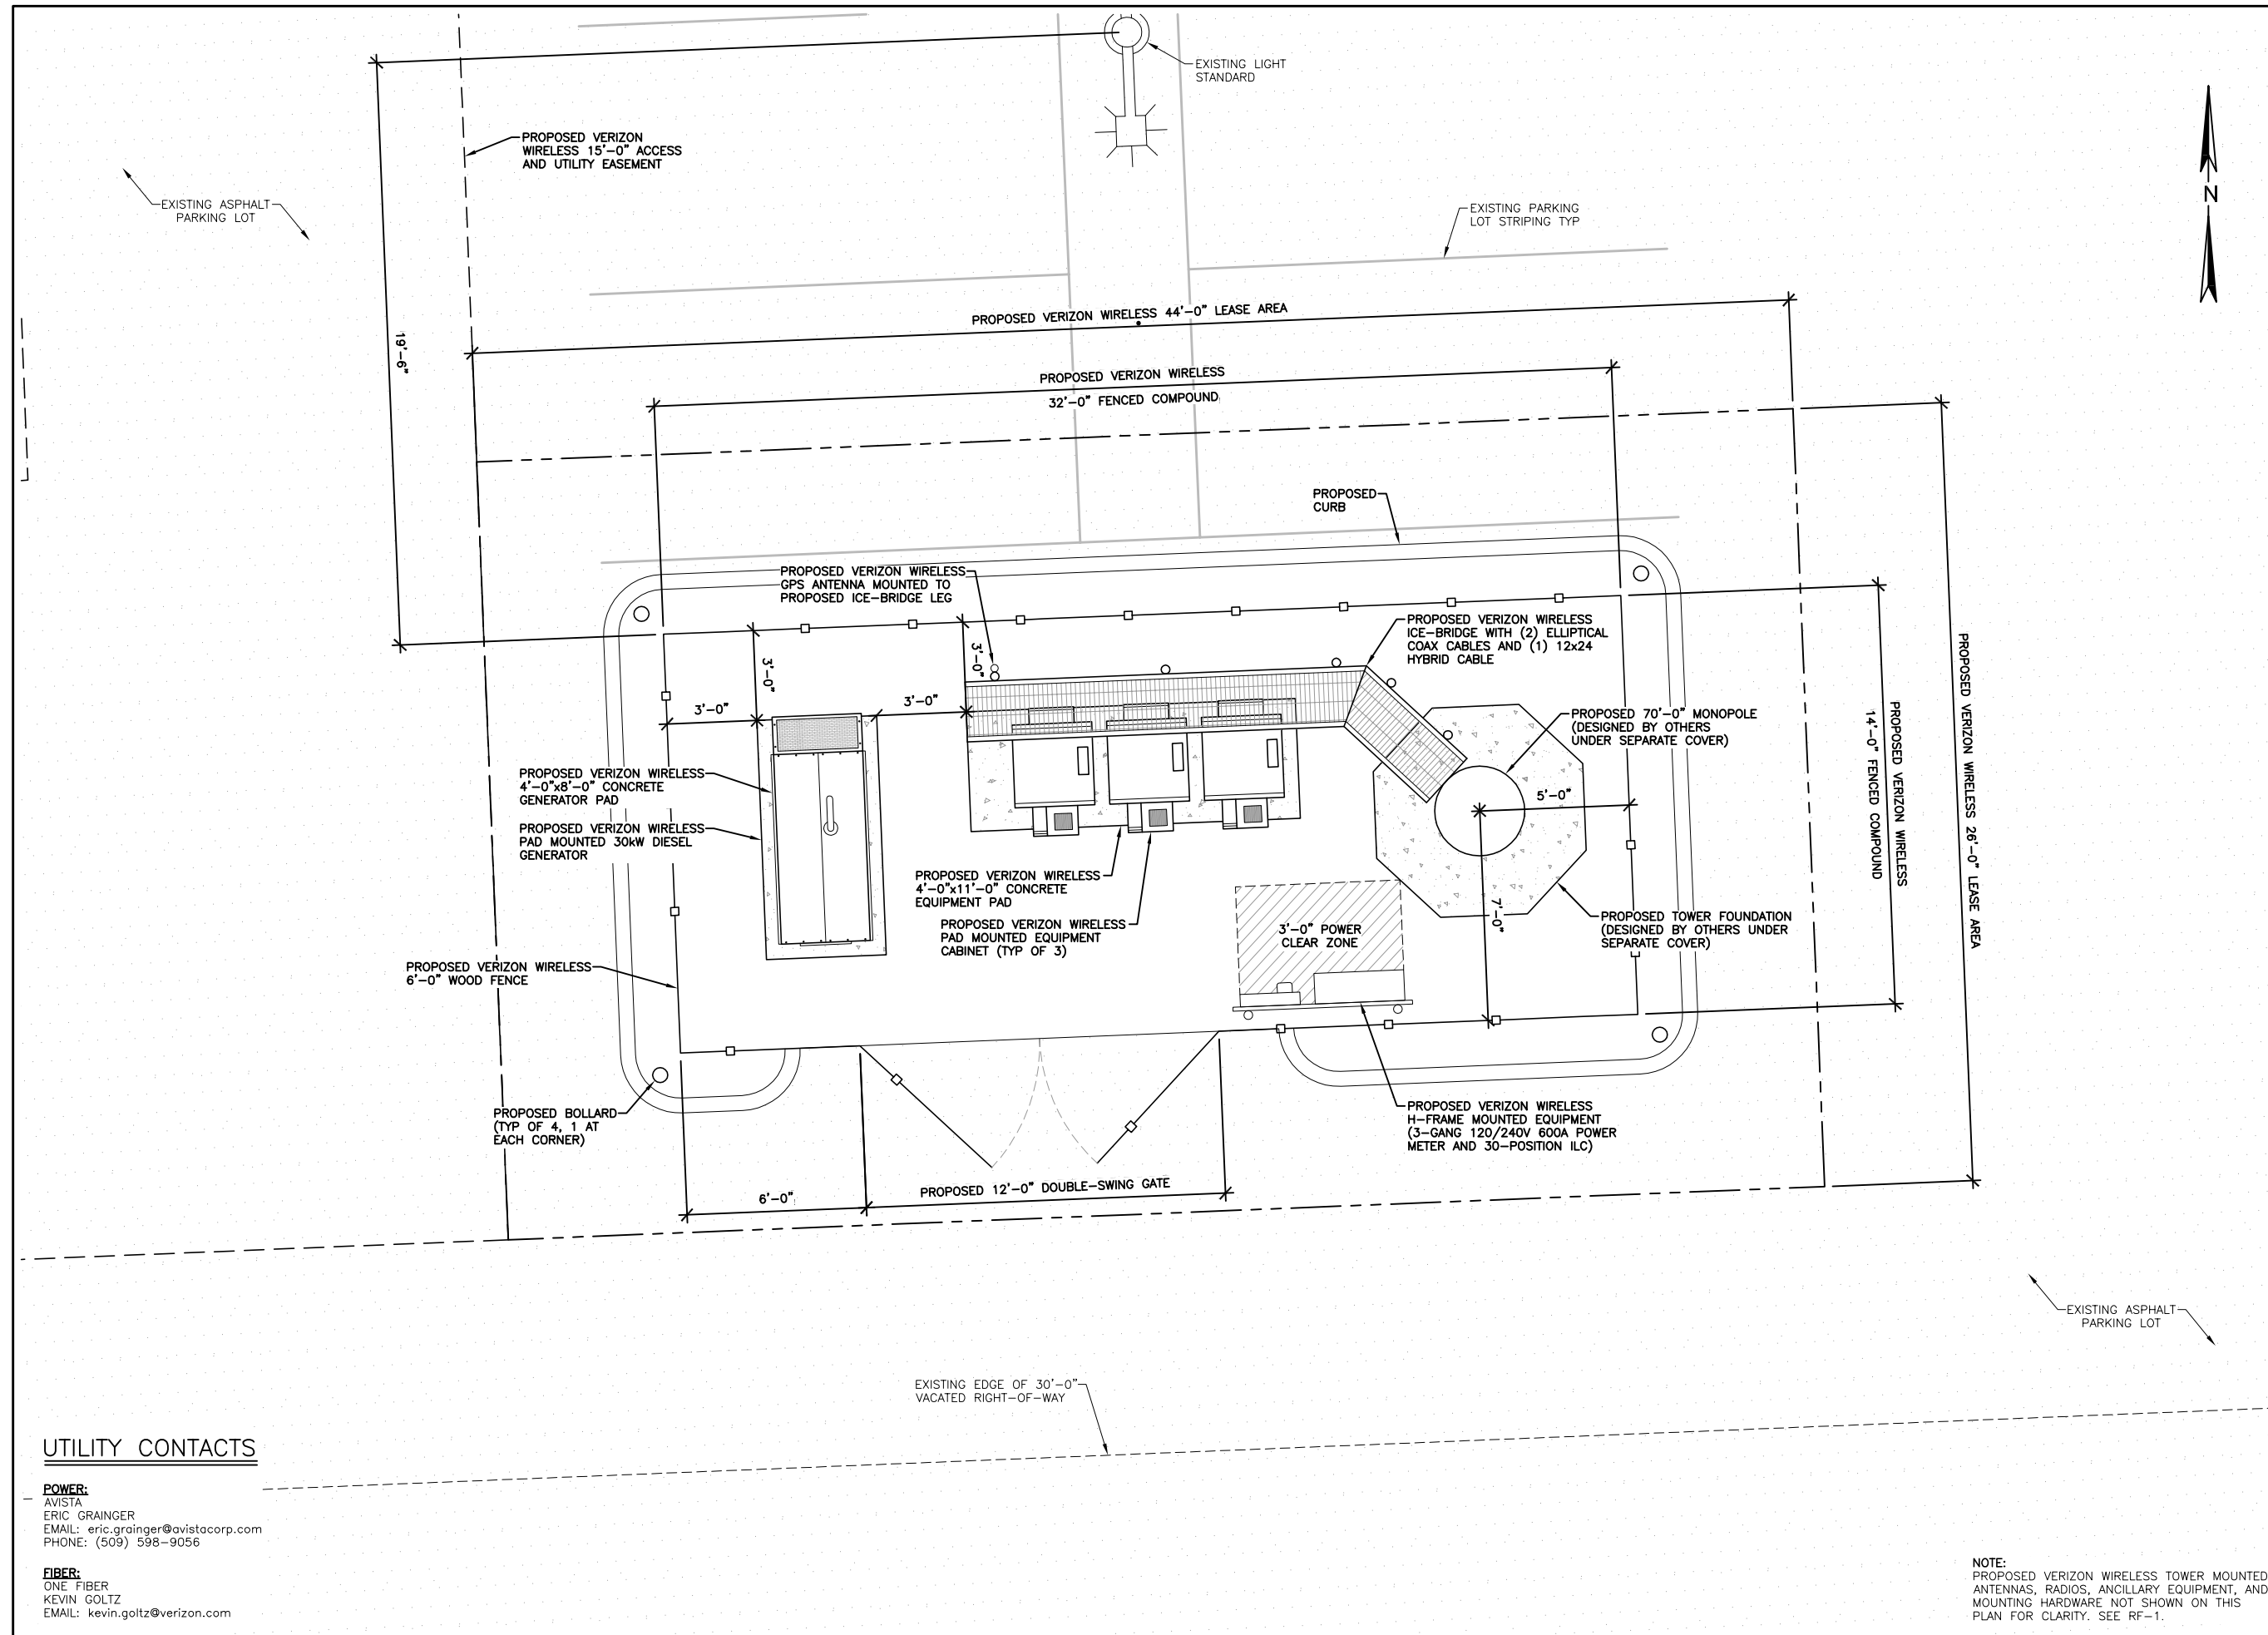 EXISTING LIGHT
STANDARD
PROPOSED VERIZON
WIRELESS 15'-0" ACCESS
AND UTILITY EASEMENT
EXISTING ASPHALT
PARKING LOT
N
EXISTING PARKING
LOT STRIPING TYP
PROPOSED VERIZON WIRELESS 44'-0" LEASE AREA
19'-6"
PROPOSED VERIZON WIRELESS
32'-0" FENCED COMPOUND
PROPOSED
CURB
PROPOSED VERIZON WIRELESS
GPS ANTENNA MOUNTED TO
PROPOSED ICE-BRIDGE LEG
PROPOSED VERIZON WIRELESS
ICE-BRIDGE WITH (2) ELLIPTICAL
COAX CABLES AND (1) 12x24
HYBRID CABLE
3'-0"
3'-0"
3'-0"
3'-0"
PROPOSED 70'-0" MONOPOLE
(DESIGNED BY OTHERS
UNDER SEPARATE COVER)
PROPOSED VERIZON WIRELESS
14'-0" FENCED COMPOUND
PROPOSED VERIZON WIRELESS 26'-0" LEASE AREA
PROPOSED VERIZON WIRELESS
4'-0"x8'-0" CONCRETE
GENERATOR PAD
5'-0"
PROPOSED VERIZON WIRELESS
PAD MOUNTED 30kW DIESEL
GENERATOR
PROPOSED VERIZON WIRELESS
4'-0"x11'-0" CONCRETE
EQUIPMENT PAD
PROPOSED VERIZON WIRELESS
PAD MOUNTED EQUIPMENT
CABINET (TYP OF 3)
3'-0" POWER
CLEAR ZONE
7'-0"
PROPOSED TOWER FOUNDATION
(DESIGNED BY OTHERS UNDER
SEPARATE COVER)
PROPOSED VERIZON WIRELESS
6'-0" WOOD FENCE
PROPOSED BOLLARD
(TYP OF 4, 1 AT
EACH CORNER)
PROPOSED VERIZON WIRELESS
H-FRAME MOUNTED EQUIPMENT
(3-GANG 120/240V 600A POWER
METER AND 30-POSITION ILC)
6'-0"
PROPOSED 12'-0" DOUBLE-SWING GATE
EXISTING ASPHALT
PARKING LOT
EXISTING EDGE OF 30'-0"
VACATED RIGHT-OF-WAY
UTILITY CONTACTS
POWER:
AVISTA
ERIC GRAINGER
EMAIL: eric.grainger@avistacorp.com
PHONE: (509) 598-9056
FIBER:
ONE FIBER
KEVIN GOLTZ
EMAIL: kevin.goltz@verizon.com
NOTE:
PROPOSED VERIZON WIRELESS TOWER MOUNTED
ANTENNAS, RADIOS, ANCILLARY EQUIPMENT, AND
MOUNTING HARDWARE NOT SHOWN ON THIS
PLAN FOR CLARITY. SEE RF-1.